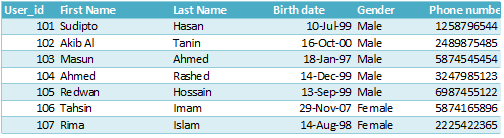 User_id First Name Last Name Birth date Gender Phone numbe
101 Sudipto Hasan 10-Jul-99 Male 1258796544
102 Akib Al Tanin 16-Oct-00 Male 2489875485
103 Masun Ahmed 18-Jan-97 Male 5874545454
104 Ahmed Rashed 14-Dec-99 Male 3247985123
105 Redwan Hossain 13-Sep-99 Male 6987455122
106 Tahsin Imam 29-Nov-07 Female 5874165896
107 Rima Islam 14-Aug-98 Female 2225422365